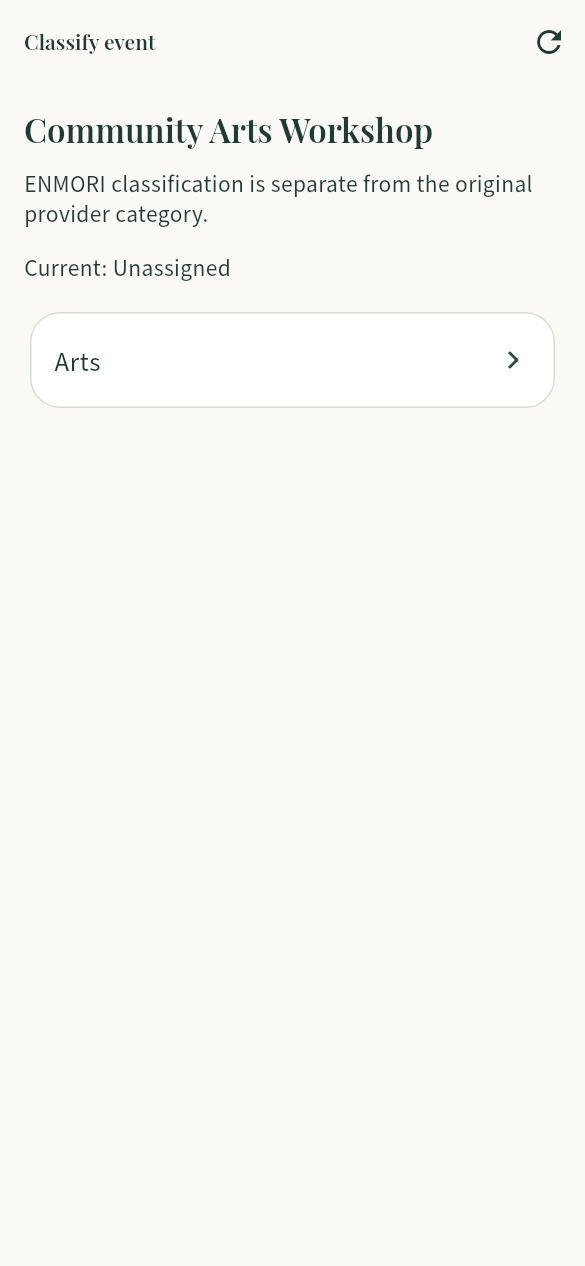 Classify event
Community Arts Workshop
ENMORI classification is separate from the original
provider category.
Current: Unassigned
Arts